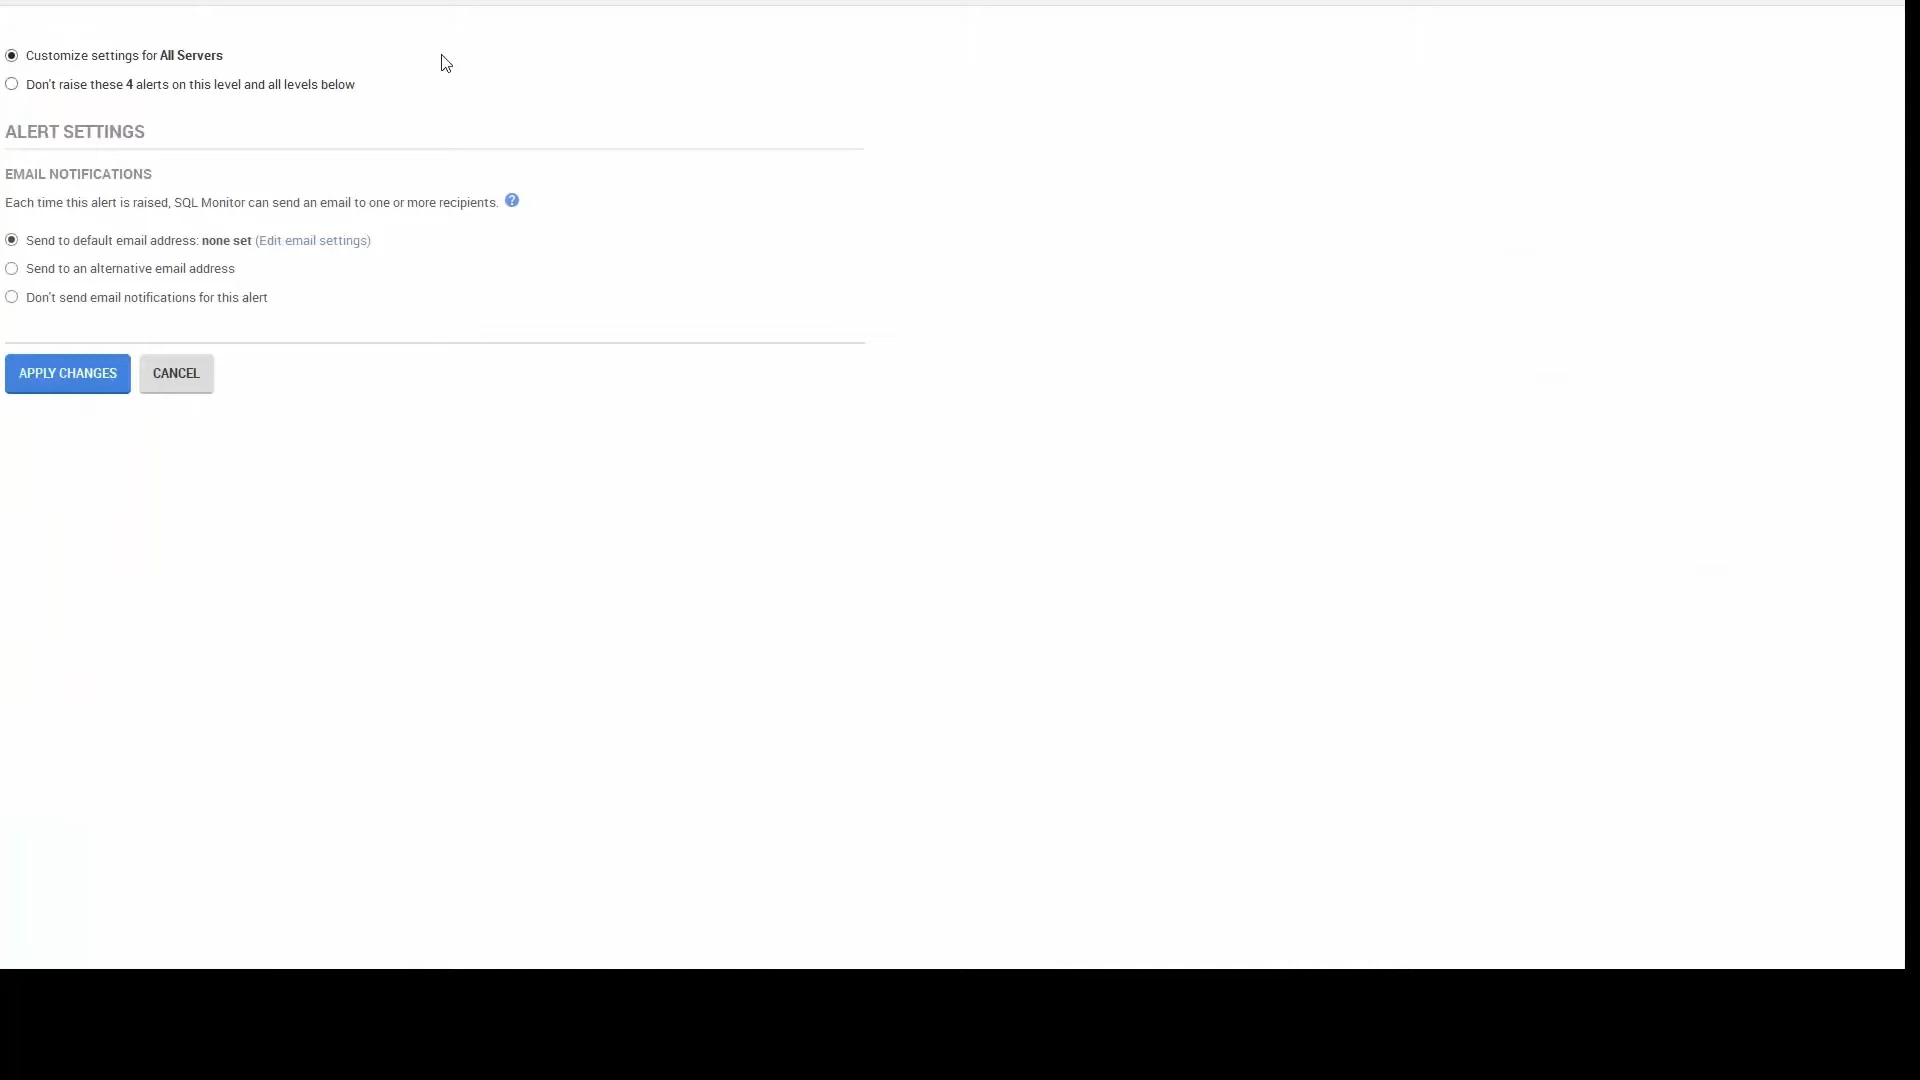 Customize settings for All Servers
Don't raise these 4 alerts on this level and all levels below
ALERT SETTINGS
EMAIL NOTIFICATIONS
Each time this alert is raised, SQL Monitor can send an email to one or more recipients. ?
Send to default email address: none set (Edit email settings)
Send to an alternative email address
Don't send email notifications for this alert
APPLY CHANGES CANCEL